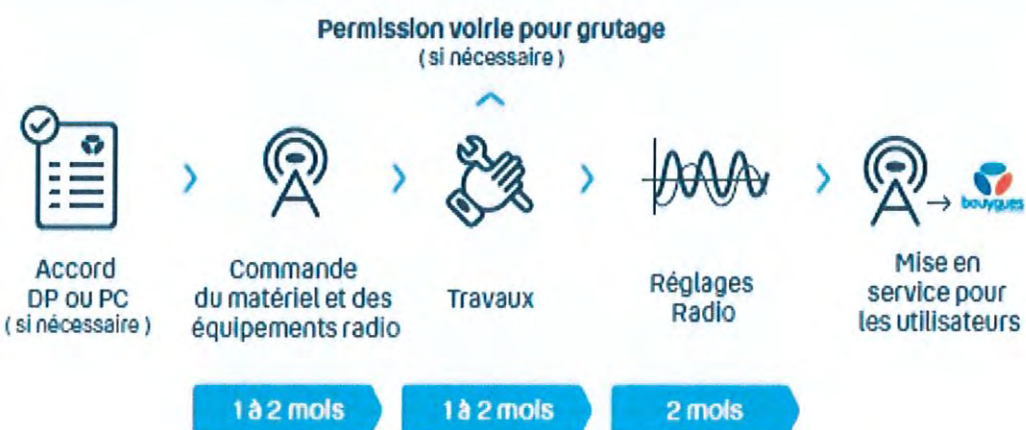 Permission voirie pour grutage
( si nécessaire )
Accord
DP ou PC
( si nécessaire )
Commande
du matériel et des
équipements radio
Travaux
Réglages
Radio
bouygues
Mise en
service pour
les utilisateurs
1 à 2 mois
1 à 2 mois
2 mois